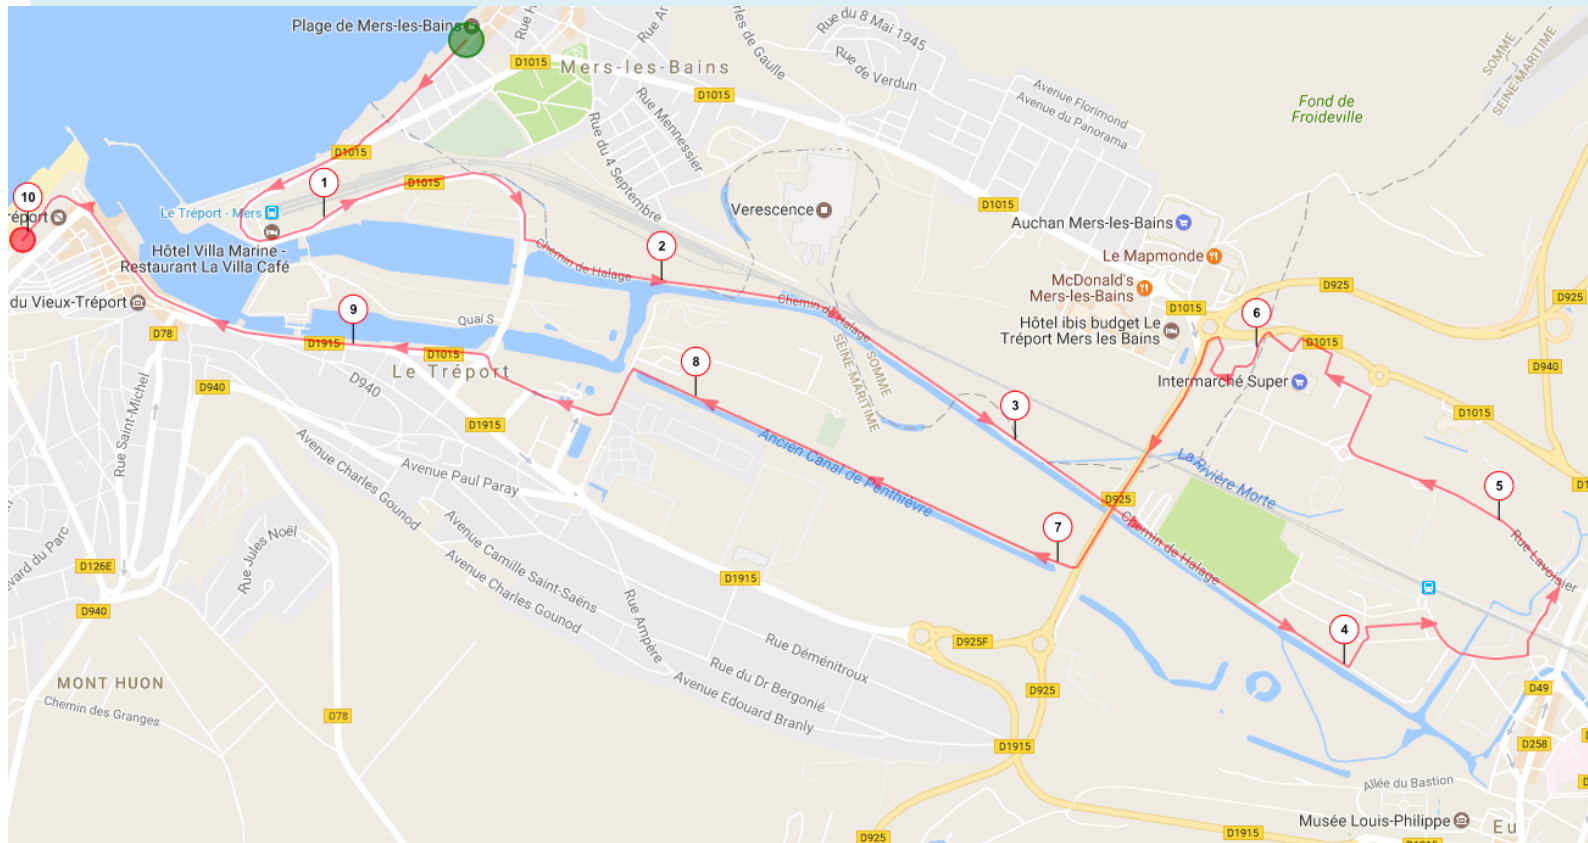 Plage de Mers-les-Bains
Rue du 8 Mai 1945
Rue de Verdun
D1015
Mers-les-Bains
D1015
Avenue Florimond
Avenue du Panorama
Fond de
Froideville
SOMME
SEINE-MARITIME
Rue Mennessier
Rue du 4 Septembre
D1015
D1015
10
1
Le Tréport - Mers
Hôtel Villa Marine -
Restaurant La Villa Café
Verescence
D1015
Auchan Mers-les-Bains
Le Mapmonde
McDonald's
Mers-les-Bains
Hôtel ibis budget Le
Tréport Mers les Bains
D1015
D925
D925
D925
6
D1015
Intermarché Super
D940
D1015
2
Chemin de Halage
Chemin de Halage
SOMME
SEINE-MARITIME
du Vieux-Tréport
D78
9
Quai S
D1915
D1015
Le Tréport
D940
D940
8
D1915
3
Rue Saint-Michel
Avenue Charles Gounod
Avenue Paul Paray
Ancien Canal de Penthièvre
La Rivière Morte
D925
5
Rue Lavoisier
7
Chemin de Halage
Rue Jules Noël
D126E
D940
Avenue Camille Saint-Saëns
Avenue Charles Gounod
D1915
Rue Ampère
Rue Déménitroux
Rue du Dr Bergonié
Avenue Edouard Branly
D925F
4
D925
D49
MONT HUON
Chemin des Granges
D78
D1915
D258
Allée du Bastion
Musée Louis-Philippe
Eu
D925
D1915